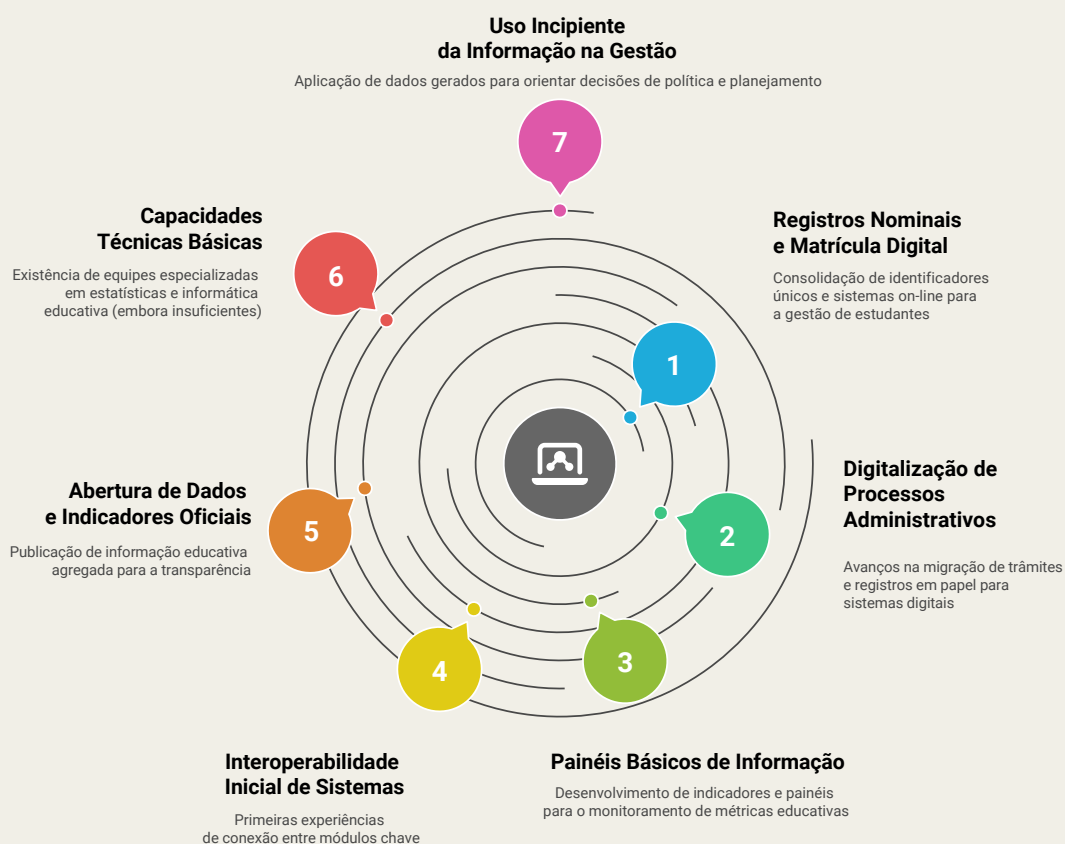 Uso Incipiente
da Informação na Gestão
Aplicação de dados gerados para orientar decisões de política e planejamento
7
Capacidades
Técnicas Básicas
Existência de equipes especializadas
em estatísticas e informática
educativa (embora insuficientes)
6
Registros Nominais
e Matrícula Digital
Consolidação de identificadores
únicos e sistemas on-line para
a gestão de estudantes
1
Abertura de Dados
e Indicadores Oficiais
Publicação de informação educativa
agregada para a transparência
5
Digitalização de
Processos
Administrativos
Avanços na migração de trâmites
e registros em papel para
sistemas digitais
2
4
3
Interoperabilidade
Inicial de Sistemas
Primeiras experiências
de conexão entre módulos chave
Painéis Básicos de Informação
Desenvolvimento de indicadores e painéis
para o monitoramento de métricas educativas